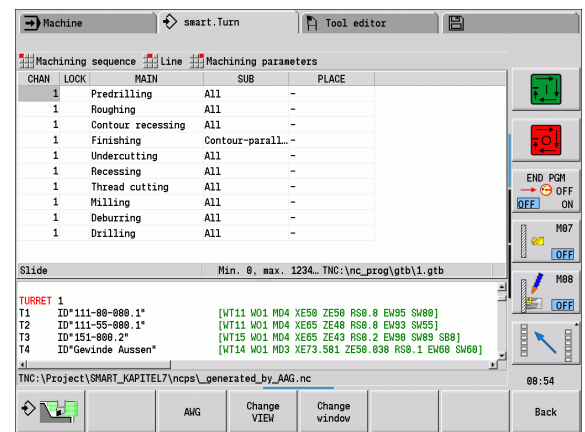 Machine smart.Turn Tool editor
Machining sequence Line Machining parameters
CHAN LOCK MAIN SUB PLACE
1 Predrilling All -
1 Roughing All -
1 Contour recessing All -
1 Finishing Contour-parall… -
1 Undercutting All -
1 Recessing All -
1 Thread cutting All -
1 Milling All -
1 Deburring All -
1 Drilling All -
Slide Min. 0, max. 1234… TNC:\nc_prog\gtb\1.gtb
TURRET 1
T1 ID"111-80-080.1" [WT11 WO1 MD4 XE50 ZE50 RS0.8 EW95 SW80]
T2 ID"111-55-080.1" [WT11 WO1 MD4 XE65 ZE48 RS0.8 EW93 SW55]
T3 ID"151-800.2" [WT15 WO1 MD4 XE65 ZE43 RS0.2 EW90 SW89 SB8]
T4 ID"Gewinde Aussen" [WT14 WO1 MD3 XE73.581 ZE50.038 RS0.1 EW60 SW60]
TNC:\Project\SMART_KAPITEL7\ncps\_generated_by_AAG.nc
AWG
Change VIEW
Change window
END PGM
OFF
OFF ON
M07
OFF
M08
OFF
08:54
Back